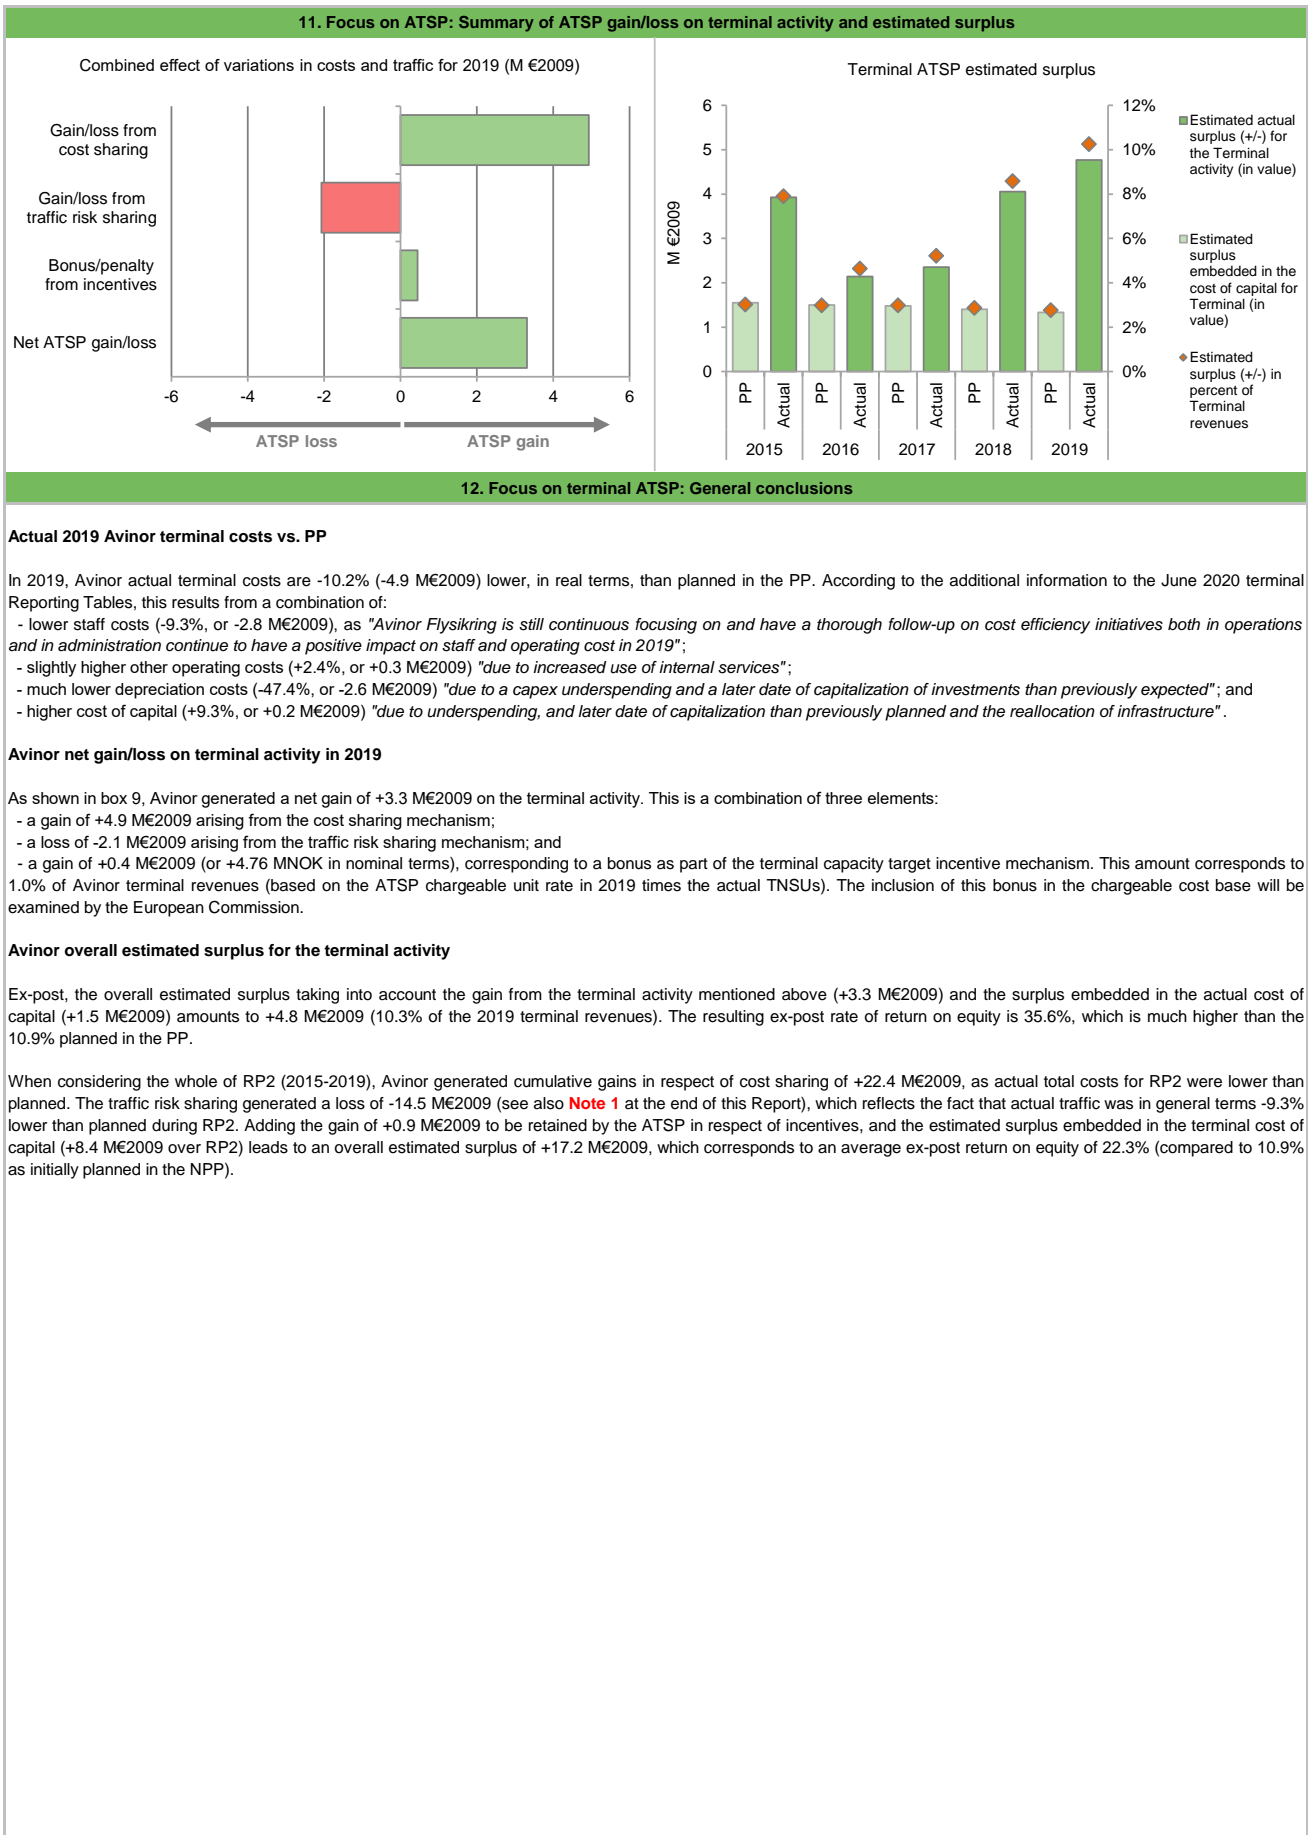 11. Focus on ATSP: Summary of ATSP gain/loss on terminal activity and estimated surplus
Combined effect of variations in costs and traffic for 2019 (M €2009)
Gain/loss from
cost sharing
Gain/loss from
traffic risk sharing
Bonus/penalty
from incentives
Net ATSP gain/loss
-6 -4 -2 0 2 4 6
ATSP loss ATSP gain
Terminal ATSP estimated surplus
M €2009
6
5
4
3
2
1
0
12%
10%
8%
6%
4%
2%
0%
PP Actual PP Actual PP Actual PP Actual PP Actual
2015 2016 2017 2018 2019
Estimated actual
surplus (+/-) for
the Terminal
activity (in value)
Estimated
surplus
embedded in the
cost of capital for
Terminal (in
value)
Estimated
surplus (+/-) in
percent of
Terminal
revenues
12. Focus on terminal ATSP: General conclusions
Actual 2019 Avinor terminal costs vs. PP
In 2019, Avinor actual terminal costs are -10.2% (-4.9 M€2009) lower, in real terms, than planned in the PP. According to the additional information to the June 2020 terminal
Reporting Tables, this results from a combination of:
- lower staff costs (-9.3%, or -2.8 M€2009), as "Avinor Flysikring is still continuous focusing on and have a thorough follow-up on cost efficiency initiatives both in operations
and in administration continue to have a positive impact on staff and operating cost in 2019";
- slightly higher other operating costs (+2.4%, or +0.3 M€2009) "due to increased use of internal services";
- much lower depreciation costs (-47.4%, or -2.6 M€2009) "due to a capex underspending and a later date of capitalization of investments than previously expected"; and
- higher cost of capital (+9.3%, or +0.2 M€2009) "due to underspending, and later date of capitalization than previously planned and the reallocation of infrastructure".
Avinor net gain/loss on terminal activity in 2019
As shown in box 9, Avinor generated a net gain of +3.3 M€2009 on the terminal activity. This is a combination of three elements:
- a gain of +4.9 M€2009 arising from the cost sharing mechanism;
- a loss of -2.1 M€2009 arising from the traffic risk sharing mechanism; and
- a gain of +0.4 M€2009 (or +4.76 MNOK in nominal terms), corresponding to a bonus as part of the terminal capacity target incentive mechanism. This amount corresponds to
1.0% of Avinor terminal revenues (based on the ATSP chargeable unit rate in 2019 times the actual TNSUs). The inclusion of this bonus in the chargeable cost base will be
examined by the European Commission.
Avinor overall estimated surplus for the terminal activity
Ex-post, the overall estimated surplus taking into account the gain from the terminal activity mentioned above (+3.3 M€2009) and the surplus embedded in the actual cost of
capital (+1.5 M€2009) amounts to +4.8 M€2009 (10.3% of the 2019 terminal revenues). The resulting ex-post rate of return on equity is 35.6%, which is much higher than the
10.9% planned in the PP.
When considering the whole of RP2 (2015-2019), Avinor generated cumulative gains in respect of cost sharing of +22.4 M€2009, as actual total costs for RP2 were lower than
planned. The traffic risk sharing generated a loss of -14.5 M€2009 (see also Note 1 at the end of this Report), which reflects the fact that actual traffic was in general terms -9.3%
lower than planned during RP2. Adding the gain of +0.9 M€2009 to be retained by the ATSP in respect of incentives, and the estimated surplus embedded in the terminal cost of
capital (+8.4 M€2009 over RP2) leads to an overall estimated surplus of +17.2 M€2009, which corresponds to an average ex-post return on equity of 22.3% (compared to 10.9%
as initially planned in the NPP).